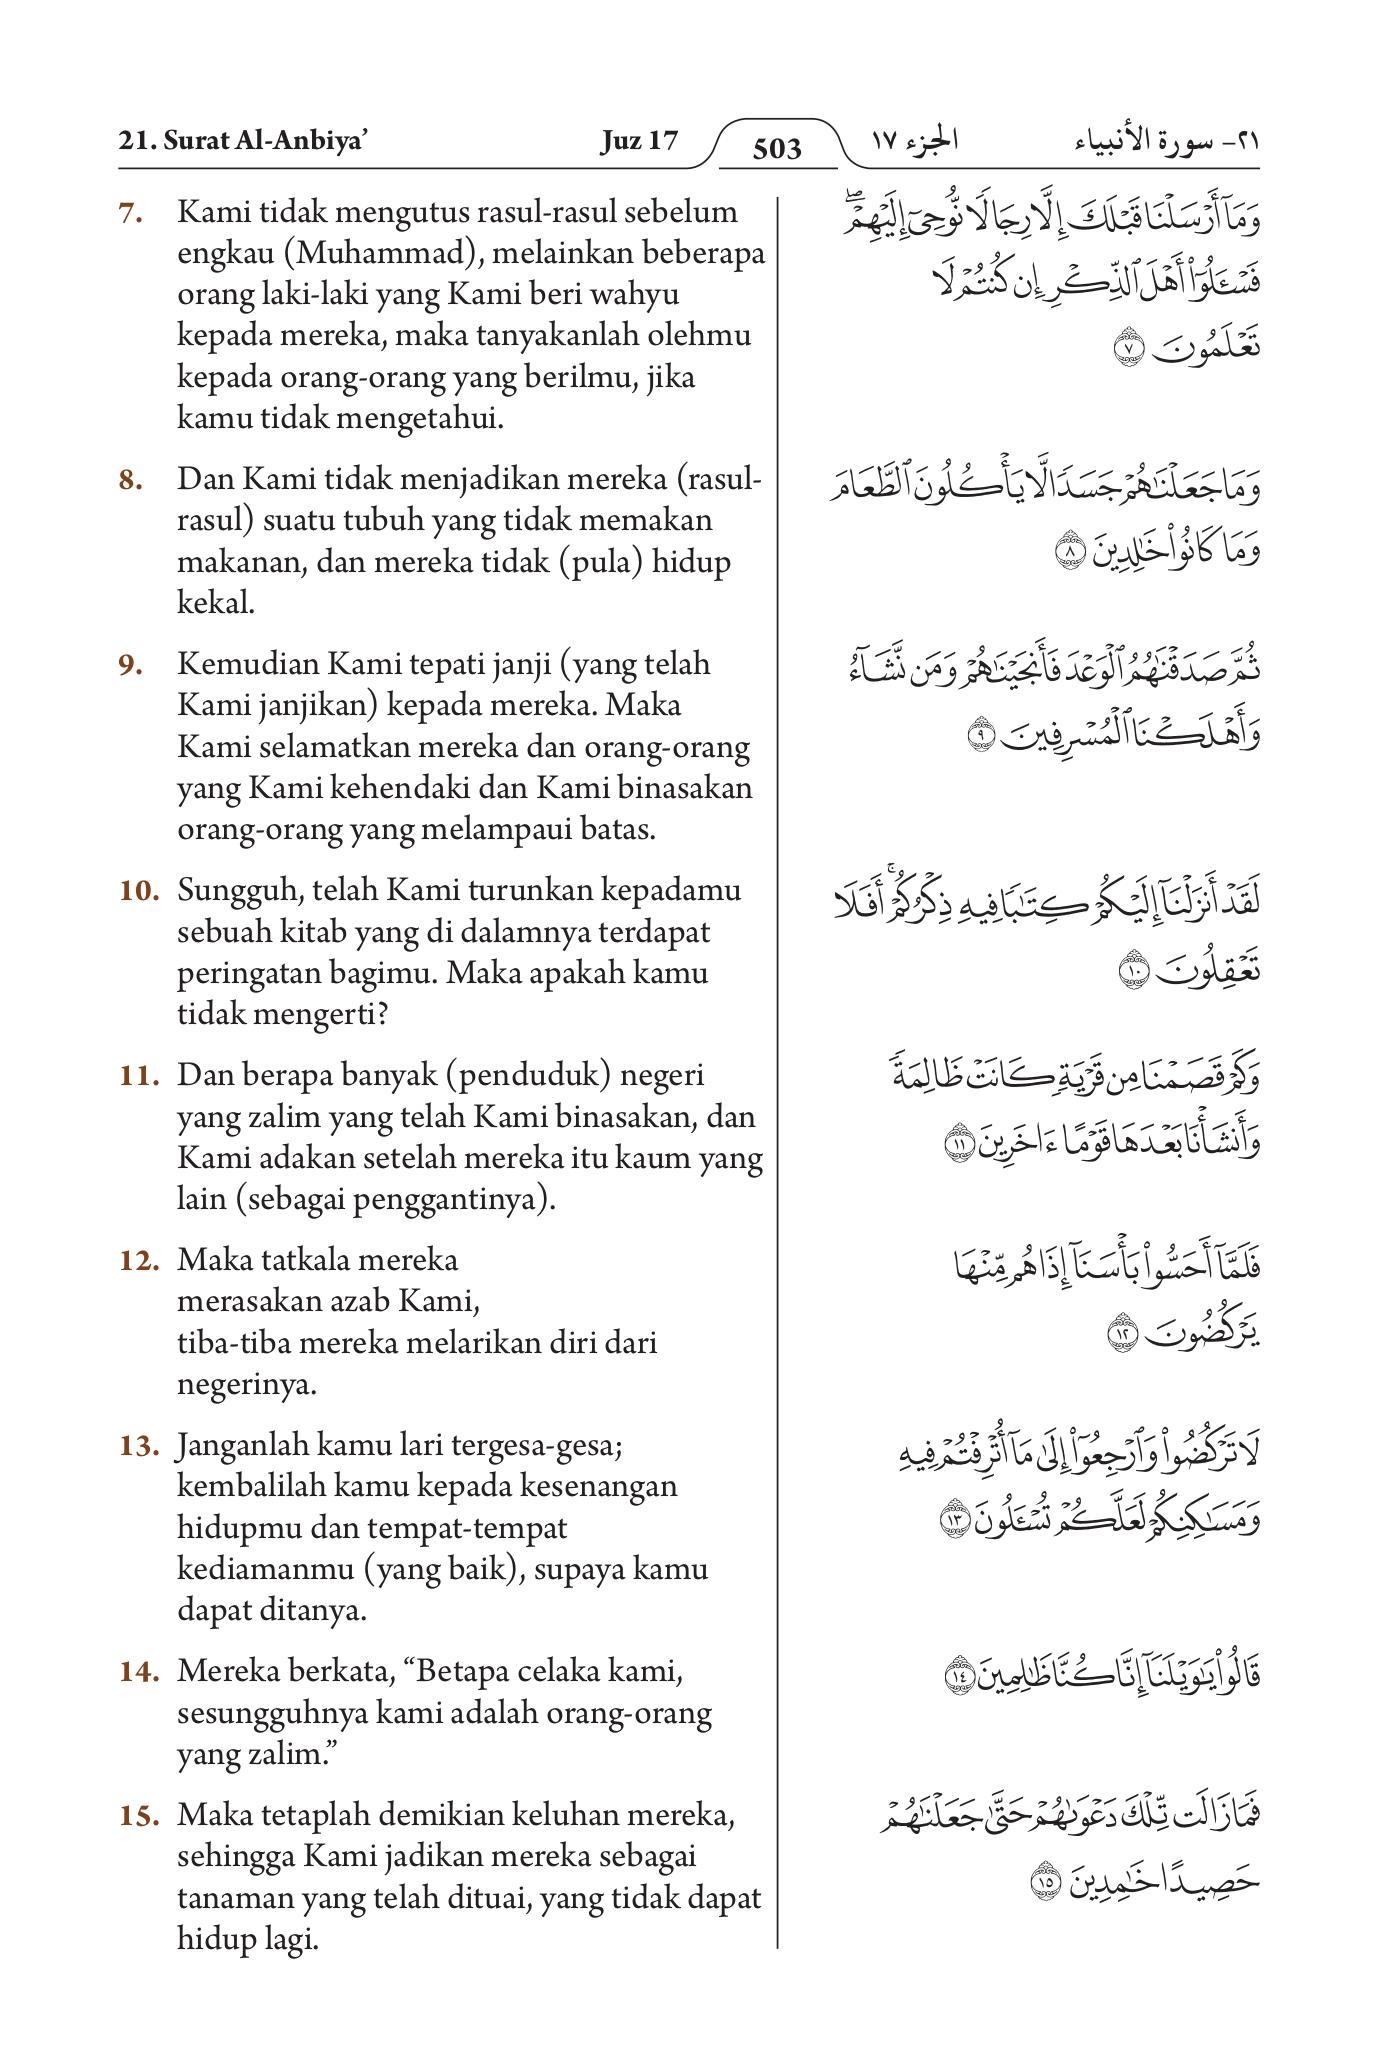 21. Surat Al-Anbiya’ Juz 17 503 الجزء ١٧ ٢١- سورة الأنبياء
7. Kami tidak mengutus rasul-rasul sebelum
engkau (Muhammad), melainkan beberapa
orang laki-laki yang Kami beri wahyu
kepada mereka, maka tanyakanlah olehmu
kepada orang-orang yang berilmu, jika
kamu tidak mengetahui.
وَمَآ أَرْسَلْنَا قَبْلَكَ إِلَّا رِجَالًا نُّوحِىٓ إِلَيْهِمْ ۖ
فَسْـَٔلُوٓا۟ أَهْلَ ٱلذِّكْرِ إِن كُنتُمْ لَا
تَعْلَمُونَ ٧
8. Dan Kami tidak menjadikan mereka (rasul-
rasul) suatu tubuh yang tidak memakan
makanan, dan mereka tidak (pula) hidup
kekal.
وَمَا جَعَلْنَٰهُمْ جَسَدًا لَّا يَأْكُلُونَ ٱلطَّعَامَ
وَمَا كَانُوا۟ خَٰلِدِينَ ٨
9. Kemudian Kami tepati janji (yang telah
Kami janjikan) kepada mereka. Maka
Kami selamatkan mereka dan orang-orang
yang Kami kehendaki dan Kami binasakan
orang-orang yang melampaui batas.
ثُمَّ صَدَقْنَٰهُمُ ٱلْوَعْدَ فَأَنجَيْنَٰهُمْ وَمَن نَّشَآءُ
وَأَهْلَكْنَا ٱلْمُسْرِفِينَ ٩
10. Sungguh, telah Kami turunkan kepadamu
sebuah kitab yang di dalamnya terdapat
peringatan bagimu. Maka apakah kamu
tidak mengerti?
لَقَدْ أَنزَلْنَآ إِلَيْكُمْ كِتَٰبًا فِيهِ ذِكْرُكُمْ ۚ أَفَلَا
تَعْقِلُونَ ١٠
11. Dan berapa banyak (penduduk) negeri
yang zalim yang telah Kami binasakan, dan
Kami adakan setelah mereka itu kaum yang
lain (sebagai penggantinya).
وَكَمْ قَصَمْنَا مِن قَرْيَةٍ كَانَتْ ظَالِمَةً
وَأَنشَأْنَا بَعْدَهَا قَوْمًا ءَاخَرِينَ ١١
12. Maka tatkala mereka
merasakan azab Kami,
tiba-tiba mereka melarikan diri dari
negerinya.
فَلَمَّآ أَحَسُّوا۟ بَأْسَنَآ إِذَا هُم مِّنْهَا
يَرْكُضُونَ ١٢
13. Janganlah kamu lari tergesa-gesa;
kembalilah kamu kepada kesenangan
hidupmu dan tempat-tempat
kediamanmu (yang baik), supaya kamu
dapat ditanya.
لَا تَرْكُضُوا۟ وَٱرْجِعُوٓا۟ إِلَىٰ مَآ أُتْرِفْتُمْ فِيهِ
وَمَسَٰكِنِكُمْ لَعَلَّكُمْ تُسْـَٔلُونَ ١٣
14. Mereka berkata, “Betapa celaka kami,
sesungguhnya kami adalah orang-orang
yang zalim.”
قَالُوا۟ يَٰوَيْلَنَآ إِنَّا كُنَّا ظَٰلِمِينَ ١٤
15. Maka tetaplah demikian keluhan mereka,
sehingga Kami jadikan mereka sebagai
tanaman yang telah dituai, yang tidak dapat
hidup lagi.
فَمَا زَالَت تِّلْكَ دَعْوَىٰهُمْ حَتَّىٰ جَعَلْنَٰهُمْ
حَصِيدًا خَٰمِدِينَ ١٥